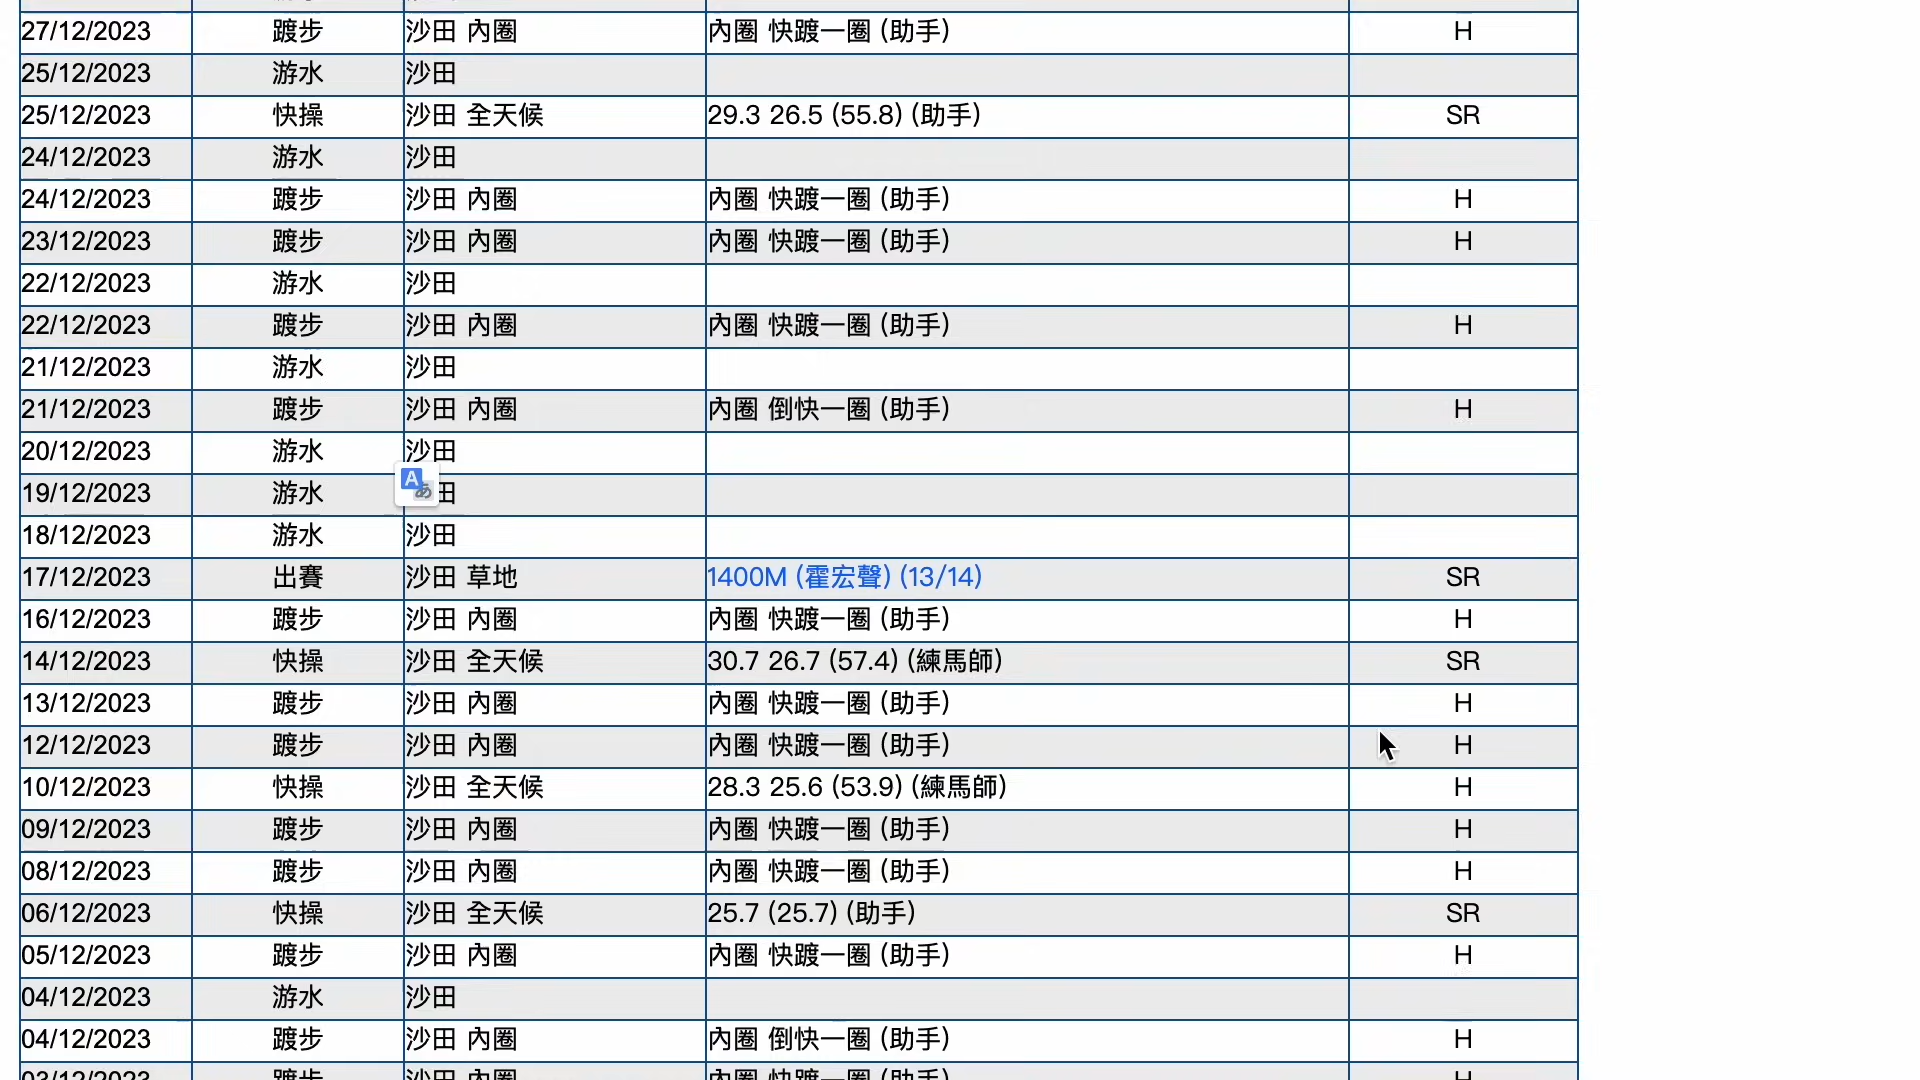 27/12/2023 踱步 沙田 內圈 內圈 快踱一圈 (助手) H
25/12/2023 游水 沙田
25/12/2023 快操 沙田 全天候 29.3 26.5 (55.8) (助手) SR
24/12/2023 游水 沙田
24/12/2023 踱步 沙田 內圈 內圈 快踱一圈 (助手) H
23/12/2023 踱步 沙田 內圈 內圈 快踱一圈 (助手) H
22/12/2023 游水 沙田
22/12/2023 踱步 沙田 內圈 內圈 快踱一圈 (助手) H
21/12/2023 游水 沙田
21/12/2023 踱步 沙田 內圈 內圈 倒快一圈 (助手) H
20/12/2023 游水 沙田
19/12/2023 游水 田
18/12/2023 游水 沙田
17/12/2023 出賽 沙田 草地 1400M (霍宏聲) (13/14) SR
16/12/2023 踱步 沙田 內圈 內圈 快踱一圈 (助手) H
14/12/2023 快操 沙田 全天候 30.7 26.7 (57.4) (練馬師) SR
13/12/2023 踱步 沙田 內圈 內圈 快踱一圈 (助手) H
12/12/2023 踱步 沙田 內圈 內圈 快踱一圈 (助手) H
10/12/2023 快操 沙田 全天候 28.3 25.6 (53.9) (練馬師) H
09/12/2023 踱步 沙田 內圈 內圈 快踱一圈 (助手) H
08/12/2023 踱步 沙田 內圈 內圈 快踱一圈 (助手) H
06/12/2023 快操 沙田 全天候 25.7 (25.7) (助手) SR
05/12/2023 踱步 沙田 內圈 內圈 快踱一圈 (助手) H
04/12/2023 游水 沙田
04/12/2023 踱步 沙田 內圈 內圈 倒快一圈 (助手) H
03/12/2023 踱步 沙田 內圈 內圈 快踱一圈 (助手) H